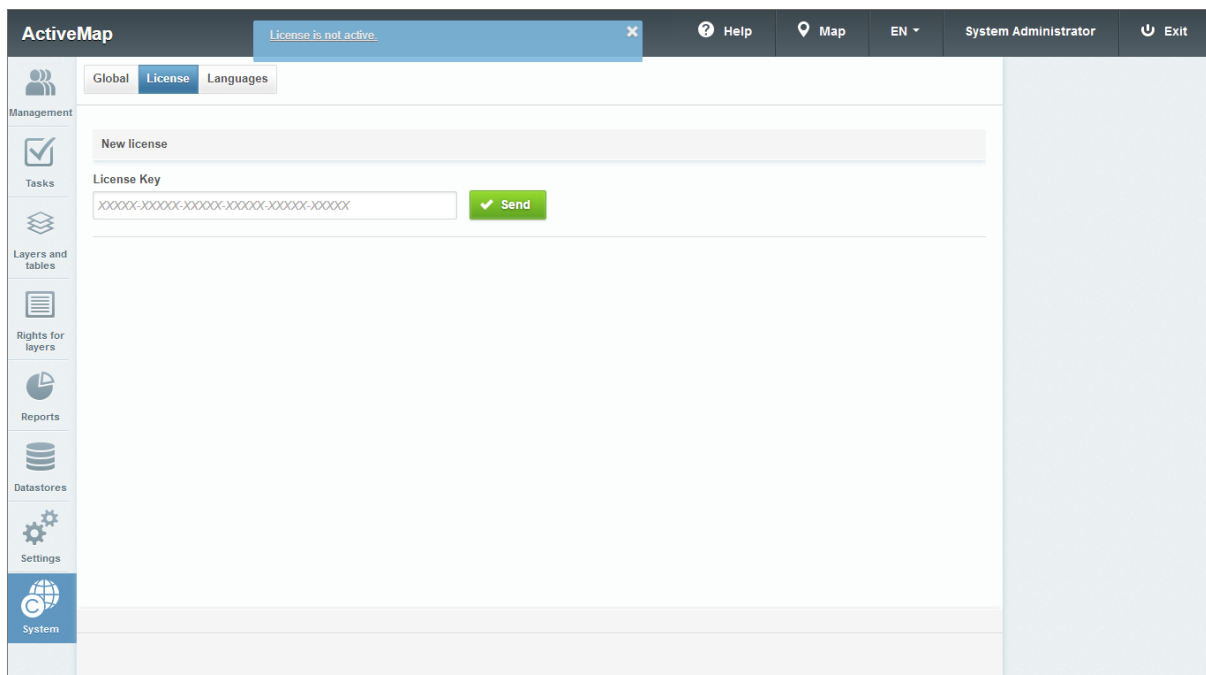 ActiveMap
License is not active.
Help
Map
EN
System Administrator
Exit
Global
License
Languages
Management
Tasks
Layers and
tables
Rights for
layers
Reports
Datastores
Settings
System
New license
License Key
XXXXX-XXXXX-XXXXX-XXXXX-XXXXX-XXXXX
Send